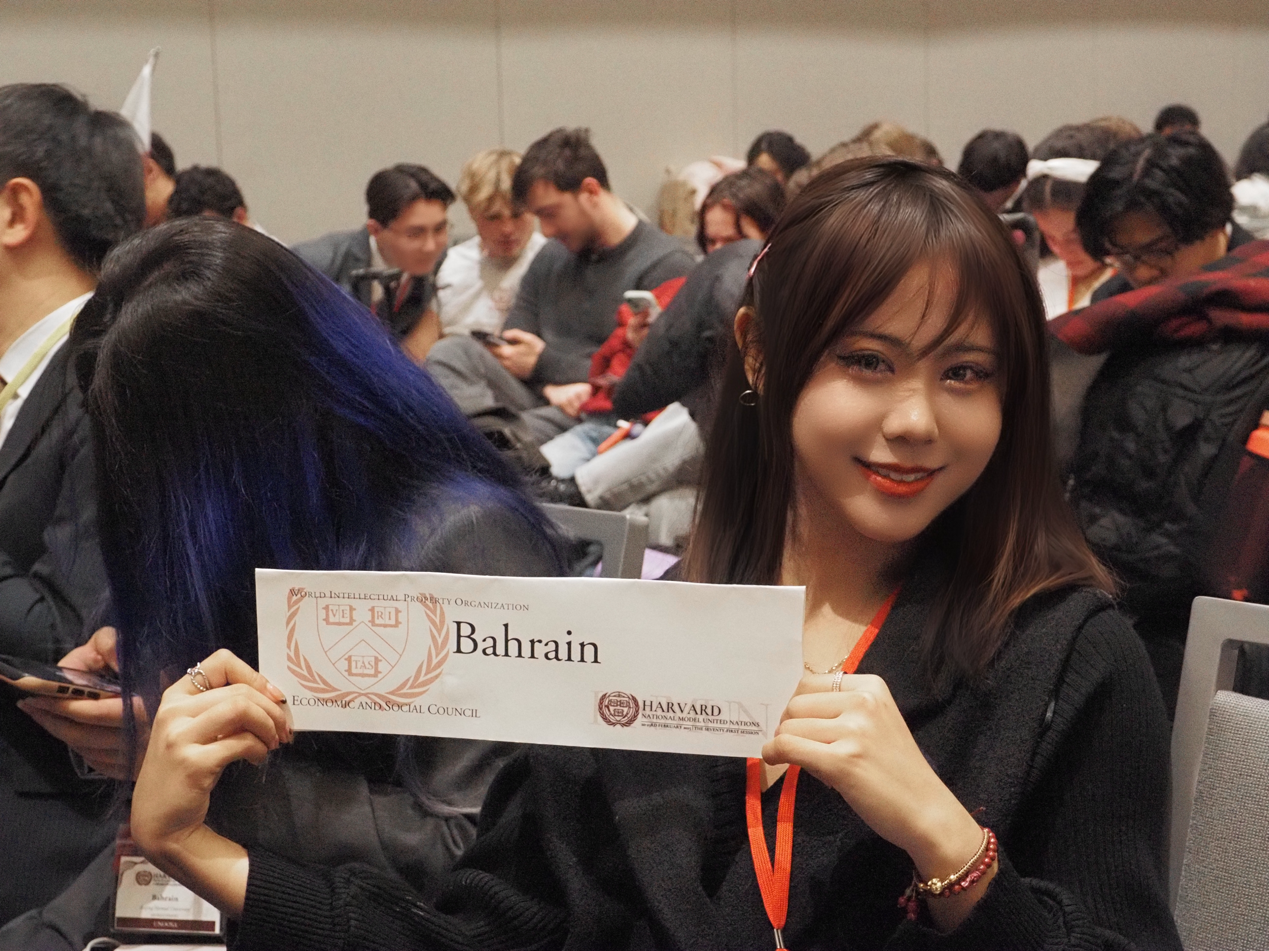 World Intellectual Property Organization
VE RI
TAS
Bahrain
Economic and Social Council
HARVARD
NATIONAL MODEL UNITED NATIONS
Bahrain